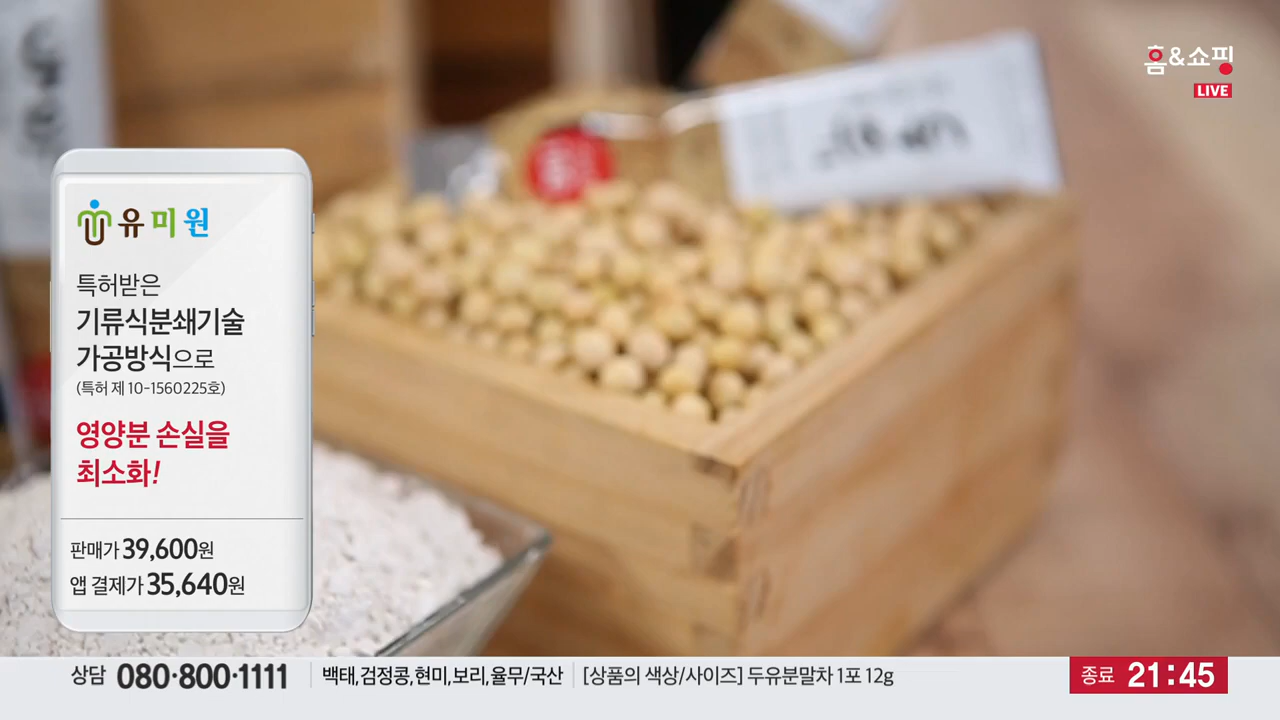 홈&쇼핑
LIVE
유미원
특허받은
기류식분쇄기술
가공방식으로
(특허 제 10-1560225호)
영양분 손실을
최소화!
판매가 39,600원
앱 결제가 35,640원
상담 080·800·1111 백태,검정콩,현미,보리,율무/국산 [상품의 색상/사이즈] 두유분말차 1포 12g 종료 21:45